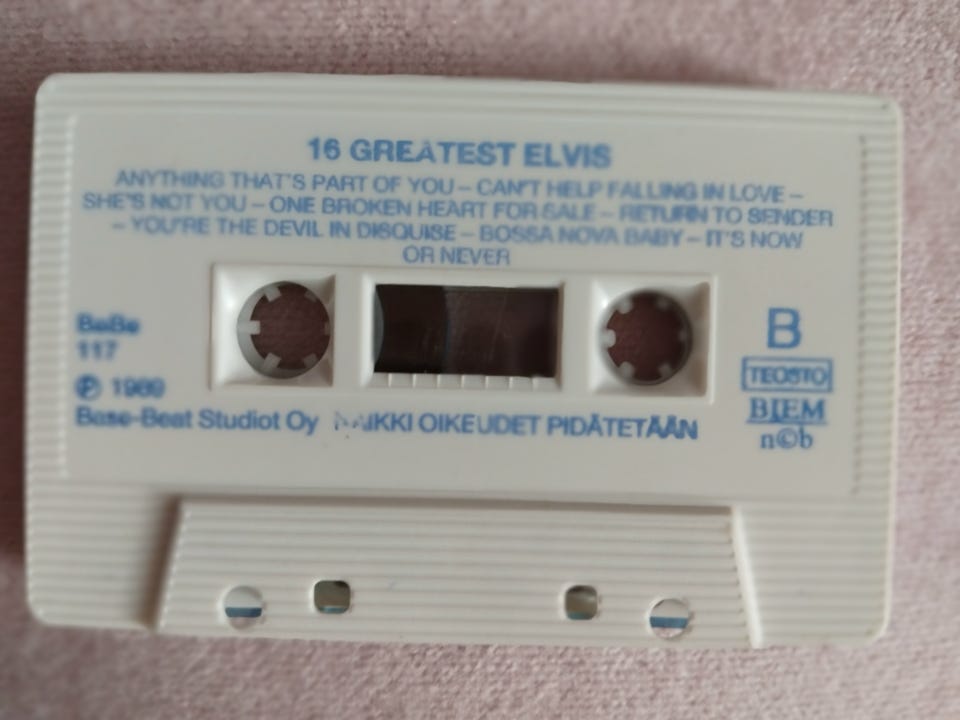 16 GREATEST ELVIS
ANYTHING THAT'S PART OF YOU – CAN'T HELP FALLING IN LOVE –
SHE'S NOT YOU – ONE BROKEN HEART FOR SALE – RETURN TO SENDER
– YOU'RE THE DEVIL IN DISQUISE – BOSSA NOVA BABY – IT'S NOW
OR NEVER
BaBe
117
℗ 1989
Base-Beat Studiot Oy KAIKKI OIKEUDET PIDÄTETÄÄN
B
TEOSTO
BIEM
n©b